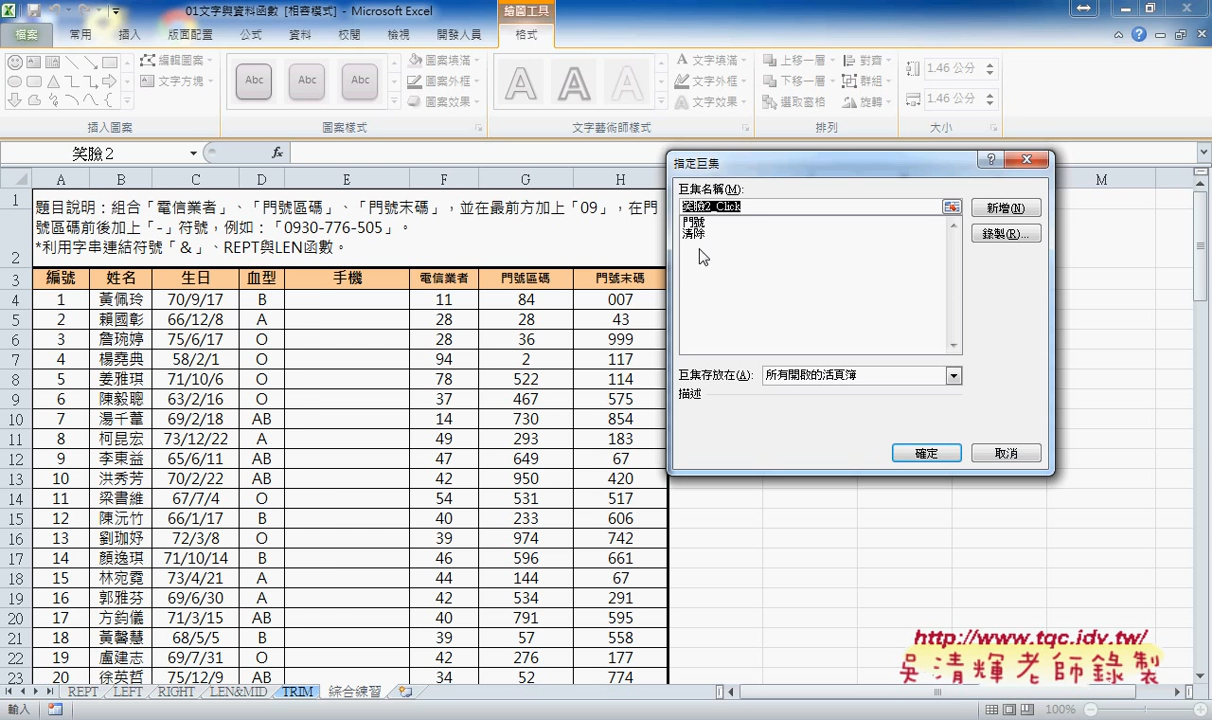 01文字與資料函數 [相容模式] - Microsoft Excel
繪圖工具
檔案 常用 插入 版面配置 公式 資料 校閱 檢視 開發人員 格式
編輯圖案
文字方塊
插入圖案
Abc Abc Abc
圖案填滿
圖案外框
圖案效果
圖案樣式
A A A
文字填滿
文字外框
文字效果
文字藝術師樣式
上移一層 對齊
下移一層 群組
選取窗格 旋轉
排列
1.46 公分
1.46 公分
大小
笑臉2 fx
A B C D E F G H M
1 題目說明：組合「電信業者」、「門號區碼」、「門號末碼」，並在最前方加上「09」，在門
號區碼前後加上「-」符號，例如：「0930-776-505」。
2 *利用字串連結符號「&」、REPT與LEN函數。
3 編號 姓名 生日 血型 手機 電信業者 門號區碼 門號末碼
4 1 黃佩玲 70/9/17 B 11 84 007
5 2 賴國彰 66/12/8 A 28 28 43
6 3 詹琬婷 75/6/17 O 28 36 999
7 4 楊堯典 58/2/1 O 94 2 117
8 5 姜雅琪 71/10/6 O 78 522 114
9 6 陳毅聰 63/2/16 O 37 467 575
10 7 湯千薑 69/2/18 AB 14 730 854
11 8 柯昆宏 73/12/22 A 49 293 183
12 9 李東益 65/6/11 AB 47 649 67
13 10 洪秀芳 70/2/22 AB 42 950 420
14 11 梁書維 67/7/4 O 54 531 517
15 12 陳沅竹 66/1/17 B 40 233 606
16 13 劉珈妤 72/3/8 O 39 974 742
17 14 顏逸琪 71/10/14 B 46 596 661
18 15 林宛霓 73/4/21 A 44 144 67
19 16 郭雅芬 69/6/30 A 42 534 291
20 17 方鈞儀 71/3/15 AB 40 791 595
21 18 黃馨慧 68/5/5 B 39 57 558
22 19 盧建志 69/7/31 O 42 276 177
23 20 徐英哲 75/12/9 AB 34 52 774
指定巨集
巨集名稱(M):
笑臉2_Click
門號
清除
新增(N)
錄製(R)...
巨集存放在(A): 所有開啟的活頁簿
描述
確定 取消
http://www.tqc.idv.tw/
吳清輝老師錄製
REPT LEFT RIGHT LEN&MID TRIM 綜合練習
輸入 100%